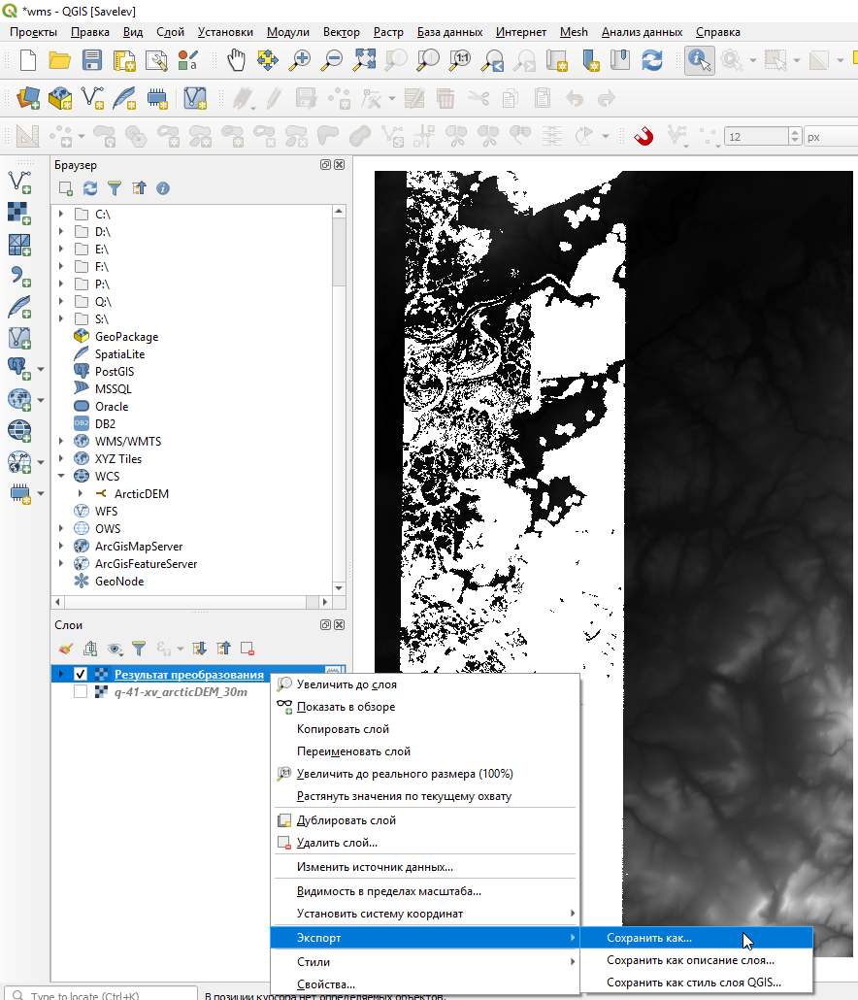 *wms - QGIS [Savelev]
Проекты Правка Вид Слой Установки Модули Вектор Растр База данных Интернет Mesh Анализ данных Справка
1:1
a
12 px
Браузер
C:\
D:\
E:\
F:\
P:\
Q:\
S:\
GeoPackage
SpatiaLite
PostGIS
MSSQL
Oracle
DB2 DB2
WMS/WMTS
XYZ Tiles
WCS
ArcticDEM
WFS
OWS
ArcGisMapServer
ArcGisFeatureServer
GeoNode
Слои
Результат преобразования
q-41-xv_arcticDEM_30m
Увеличить до слоя
Показать в обзоре
Копировать слой
Переименовать слой
1:1 Увеличить до реального размера (100%)
Растянуть значения по текущему охвату
Дублировать слой
Удалить слой...
Изменить источник данных...
Видимость в пределах масштаба...
Установить систему координат
Экспорт
Стили
Свойства...
Сохранить как...
Сохранить как описание слоя...
Сохранить как стиль слоя QGIS...
Type to locate (Ctrl+K) В позиции курсора нет определяемых объектов.